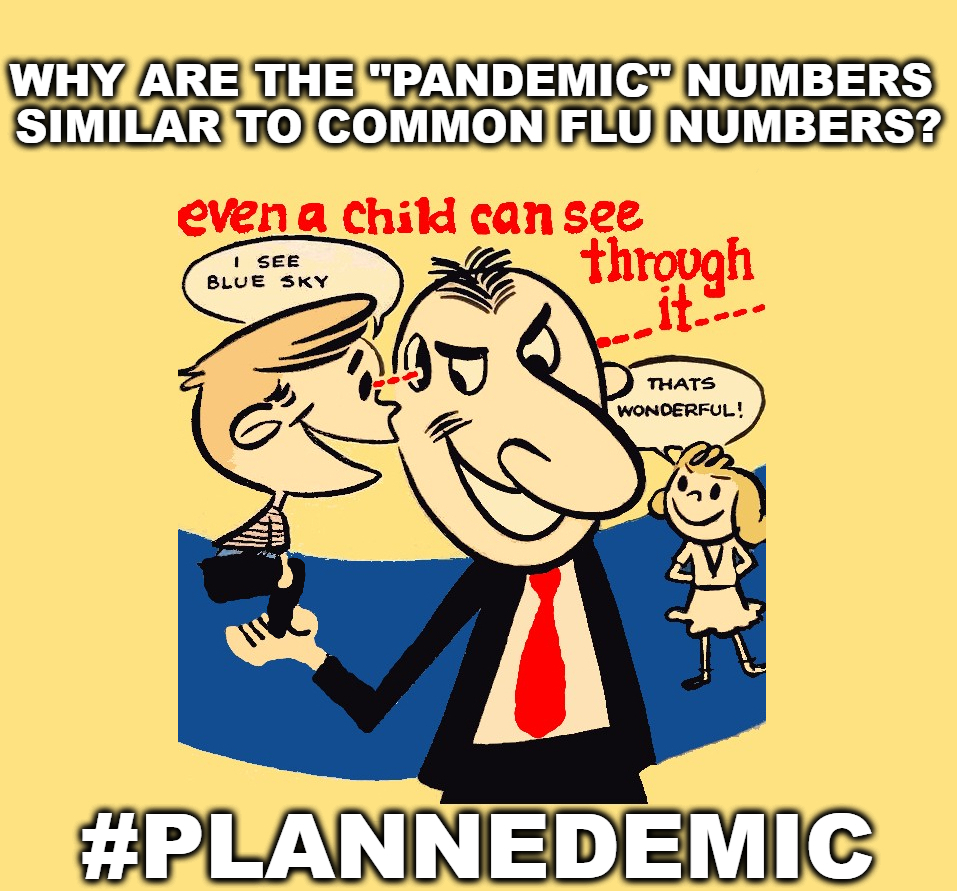 WHY ARE THE "PANDEMIC" NUMBERS
SIMILAR TO COMMON FLU NUMBERS?
even a child can see
through
it
I SEE
BLUE SKY
THATS
WONDERFUL!
#PLANNEDEMIC